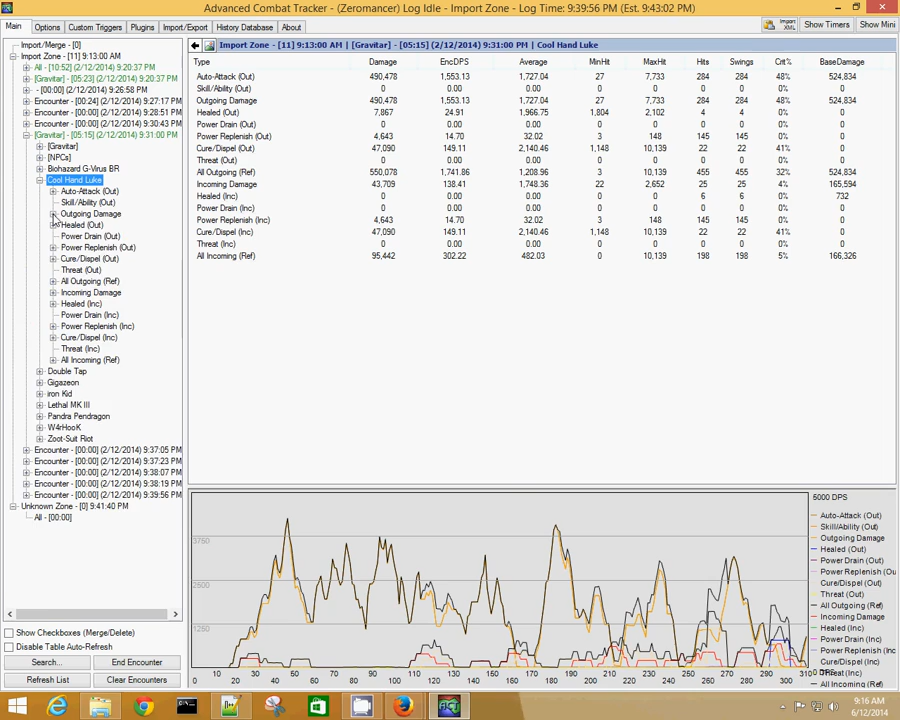 Advanced Combat Tracker - (Zeromancer) Log Idle - Import Zone - 9:39:56 PM (E≥9:43:02 PM)
Main Options Custom Triggers Plugins Import/Export History Database About Import XML Show Timers Show Mini
Import/Merge - [0]
Import Zone - [11] 9:13:00 AM
All - [10:52] (2/12/2014) 9:20:37 PM
[Gravitar] - [05:23] (2/12/2014) 9:20:37 PM
- [00:00] (2/12/2014) 9:26:58 PM
Encounter - [00:24] (2/12/2014) 9:27:17 PM
Encounter - [00:00] (2/12/2014) 9:28:51 PM
Encounter - [00:00] (2/12/2014) 9:30:43 PM
[Gravitar] - [05:15] (2/12/2014) 9:31:00 PM
[Gravitar]
[NPCs]
Biohazard G-Virus BR
Cool Hand Luke
Auto-Attack (Out)
Skill/Ability (Out)
Outgoing Damage
Healed (Out)
Power Drain (Out)
Power Replenish (Out)
Cure/Dispel (Out)
Threat (Out)
All Outgoing (Ref)
Incoming Damage
Healed (Inc)
Power Drain (Inc)
Power Replenish (Inc)
Cure/Dispel (Inc)
Threat (Inc)
All Incoming (Ref)
Double Tap
Gigazeon
iron Kid
Lethal MK III
Pandra Pendragon
W4rHooK
Zoot-Suit Riot
Encounter - [00:00] (2/12/2014) 9:37:05 PM
Encounter - [00:00] (2/12/2014) 9:37:23 PM
Encounter - [00:00] (2/12/2014) 9:38:07 PM
Encounter - [00:00] (2/12/2014) 9:38:19 PM
Encounter - [00:00] (2/12/2014) 9:39:56 PM
Unknown Zone - [0] 9:41:40 PM
All - [00:00]
Show Checkboxes (Merge/Delete)
Disable Table Auto-Refresh
Search... End Encounter
Refresh List Clear Encounters
Import Zone - [11] 9:13:00 AM | [Gravitar] - [05:15] (2/12/2014) 9:31:00 PM | Cool Hand Luke
Type Damage EncDPS Average MinHit MaxHit Hits Swings Crit% BaseDamage
Auto-Attack (Out) 490,478 1,553.13 1,727.04 27 7,733 284 284 48% 524,834
Skill/Ability (Out) 0 0.00 0.00 0 0 0 0 0% 0
Outgoing Damage 490,478 1,553.13 1,727.04 27 7,733 284 284 48% 524,834
Healed (Out) 7,867 24.91 1,966.75 1,804 2,102 4 4 0% 0
Power Drain (Out) 0 0.00 0.00 0 0 0 0 0% 0
Power Replenish (Out) 4,643 14.70 32.02 3 148 145 145 0% 0
Cure/Dispel (Out) 47,090 149.11 2,140.46 1,148 10,139 22 22 41% 0
Threat (Out) 0 0.00 0.00 0 0 0 0 0% 0
All Outgoing (Ref) 550,078 1,741.86 1,208.96 3 10,139 455 455 32% 524,834
Incoming Damage 43,709 138.41 1,748.36 22 2,652 25 25 4% 165,594
Healed (Inc) 0 0.00 0.00 0 0 6 6 0% 732
Power Drain (Inc) 0 0.00 0.00 0 0 0 0 0% 0
Power Replenish (Inc) 4,643 14.70 32.02 3 148 145 145 0% 0
Cure/Dispel (Inc) 47,090 149.11 2,140.46 1,148 10,139 22 22 41% 0
Threat (Inc) 0 0.00 0.00 0 0 0 0 0% 0
All Incoming (Ref) 95,442 302.22 482.03 0 10,139 198 198 5% 166,326
3750
2500
1250
0 10 20 30 40 50 60 70 80 90 100 110 120 130 140 150 160 170 180 190 200 210 220 230 240 250 260 270 280 290 300 310
5000 DPS
Auto-Attack (Out)
Skill/Ability (Out)
Outgoing Damage
Healed (Out)
Power Drain (Out)
Power Replenish (Ou
Cure/Dispel (Out)
Threat (Out)
All Outgoing (Ref)
Incoming Damage
Healed (Inc)
Power Drain (Inc)
Power Replenish (Inc
Cure/Dispel (Inc)
Threat (Inc)
All Incoming (Ref)
ACT
9:16 AM
6/12/2014